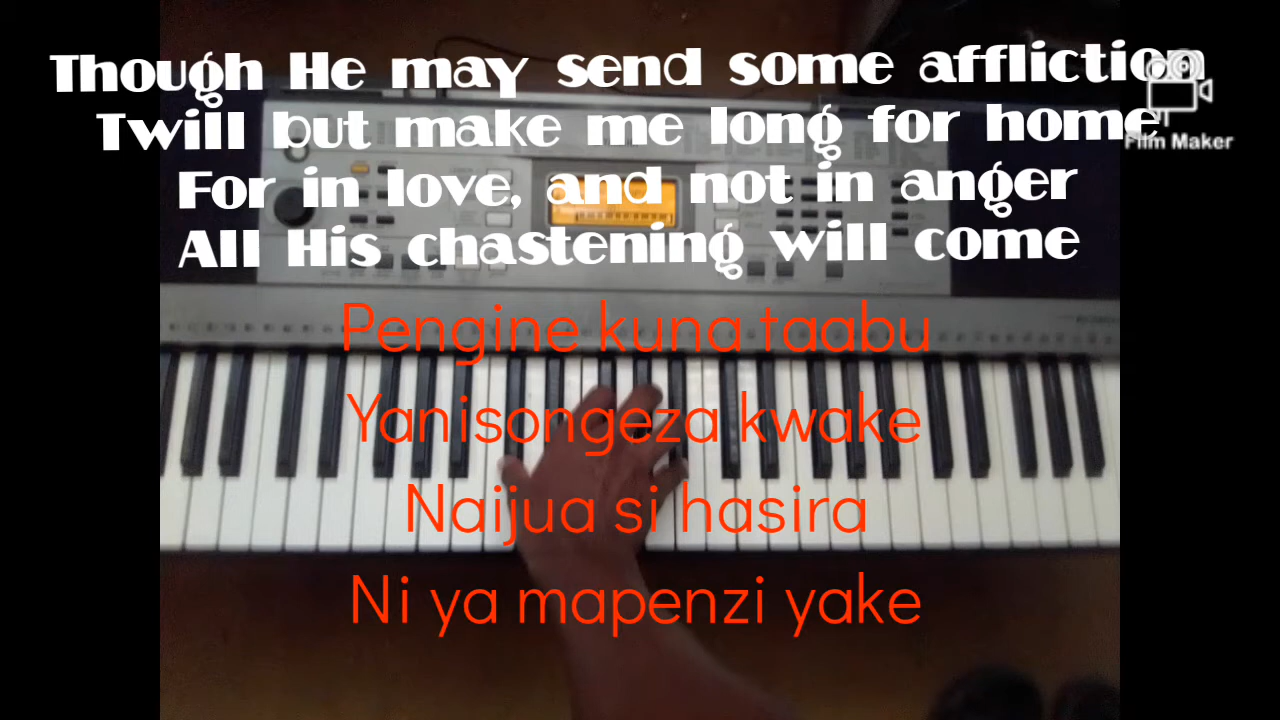 Though He may send some affliction
Twill but make me long for home
For in love, and not in anger
All His chastening will come
Film Maker
Pengine kuna taabu
Yanisongeza kwake
Naijua si hasira
Ni ya mapenzi yake